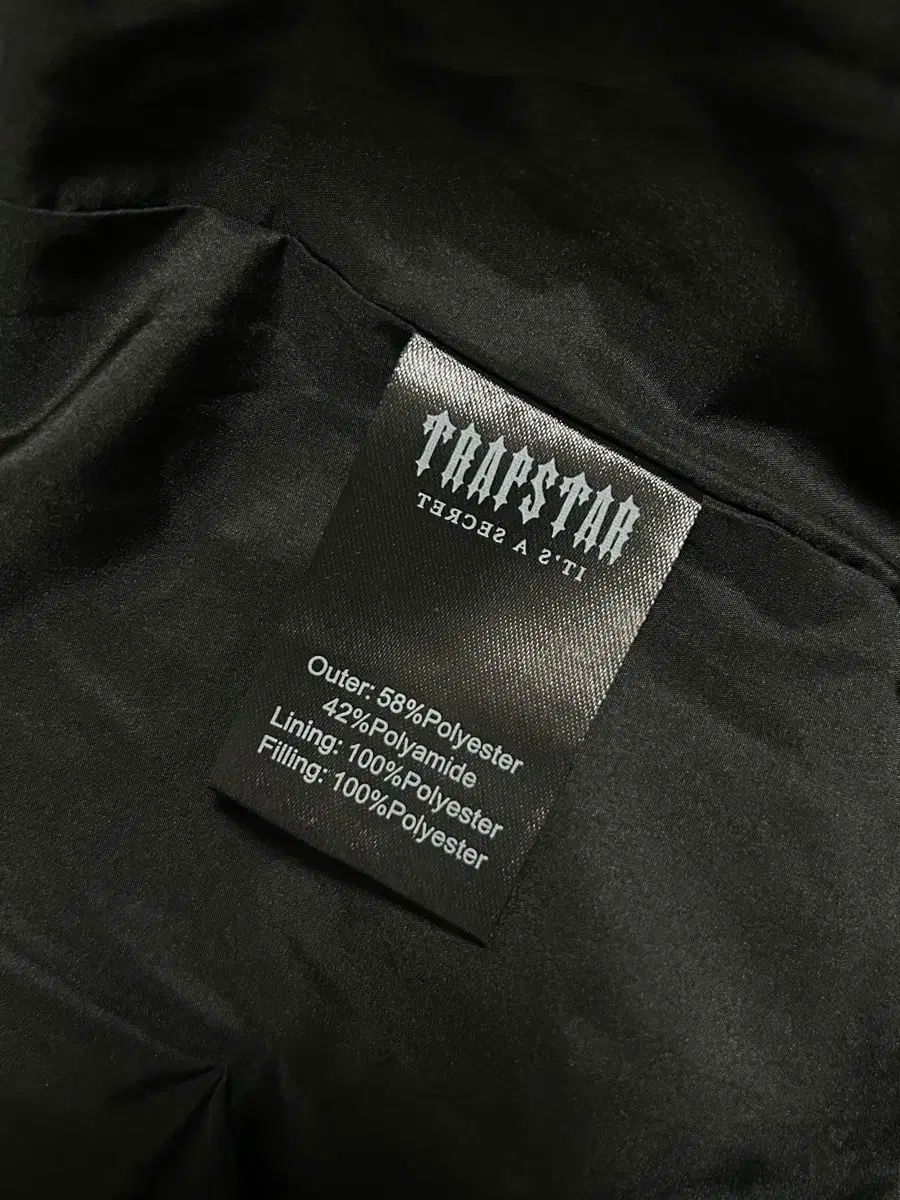 TRAPSTAR
IT'S A SECRET
Outer: 58%Polyester
42%Polyamide
Lining: 100%Polyester
Filling: 100%Polyester